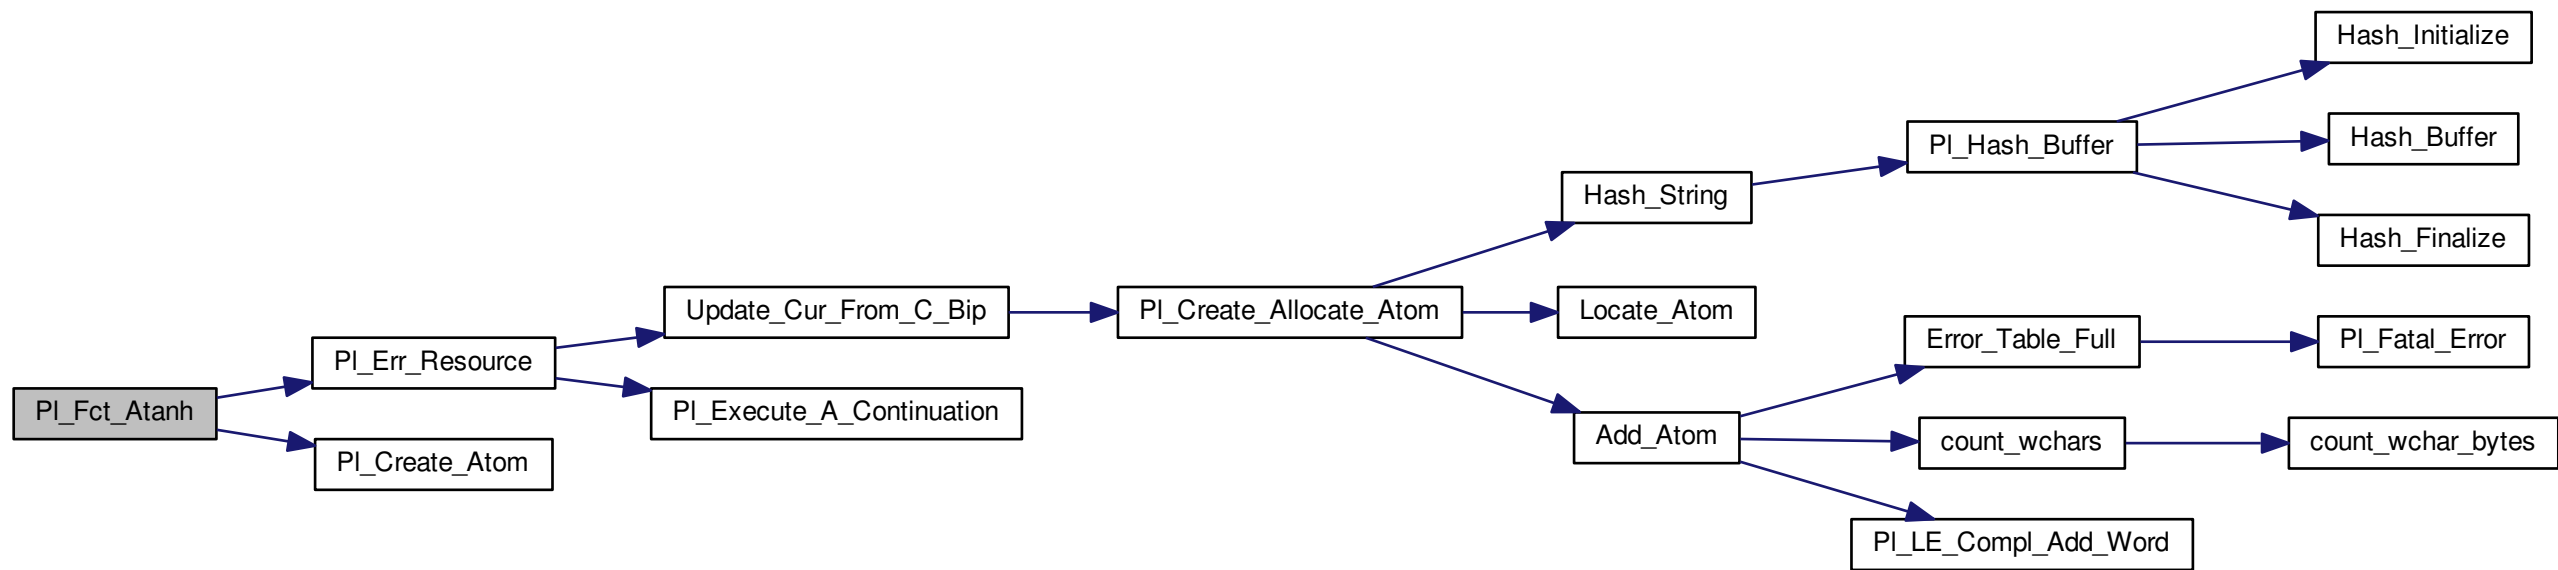 Pl_Fct_Atanh
Pl_Err_Resource
Pl_Create_Atom
Update_Cur_From_C_Bip
Pl_Execute_A_Continuation
Pl_Create_Allocate_Atom
Hash_String
Locate_Atom
Add_Atom
Pl_Hash_Buffer
Error_Table_Full
count_wchars
Pl_LE_Compl_Add_Word
Hash_Initialize
Hash_Buffer
Hash_Finalize
Pl_Fatal_Error
count_wchar_bytes